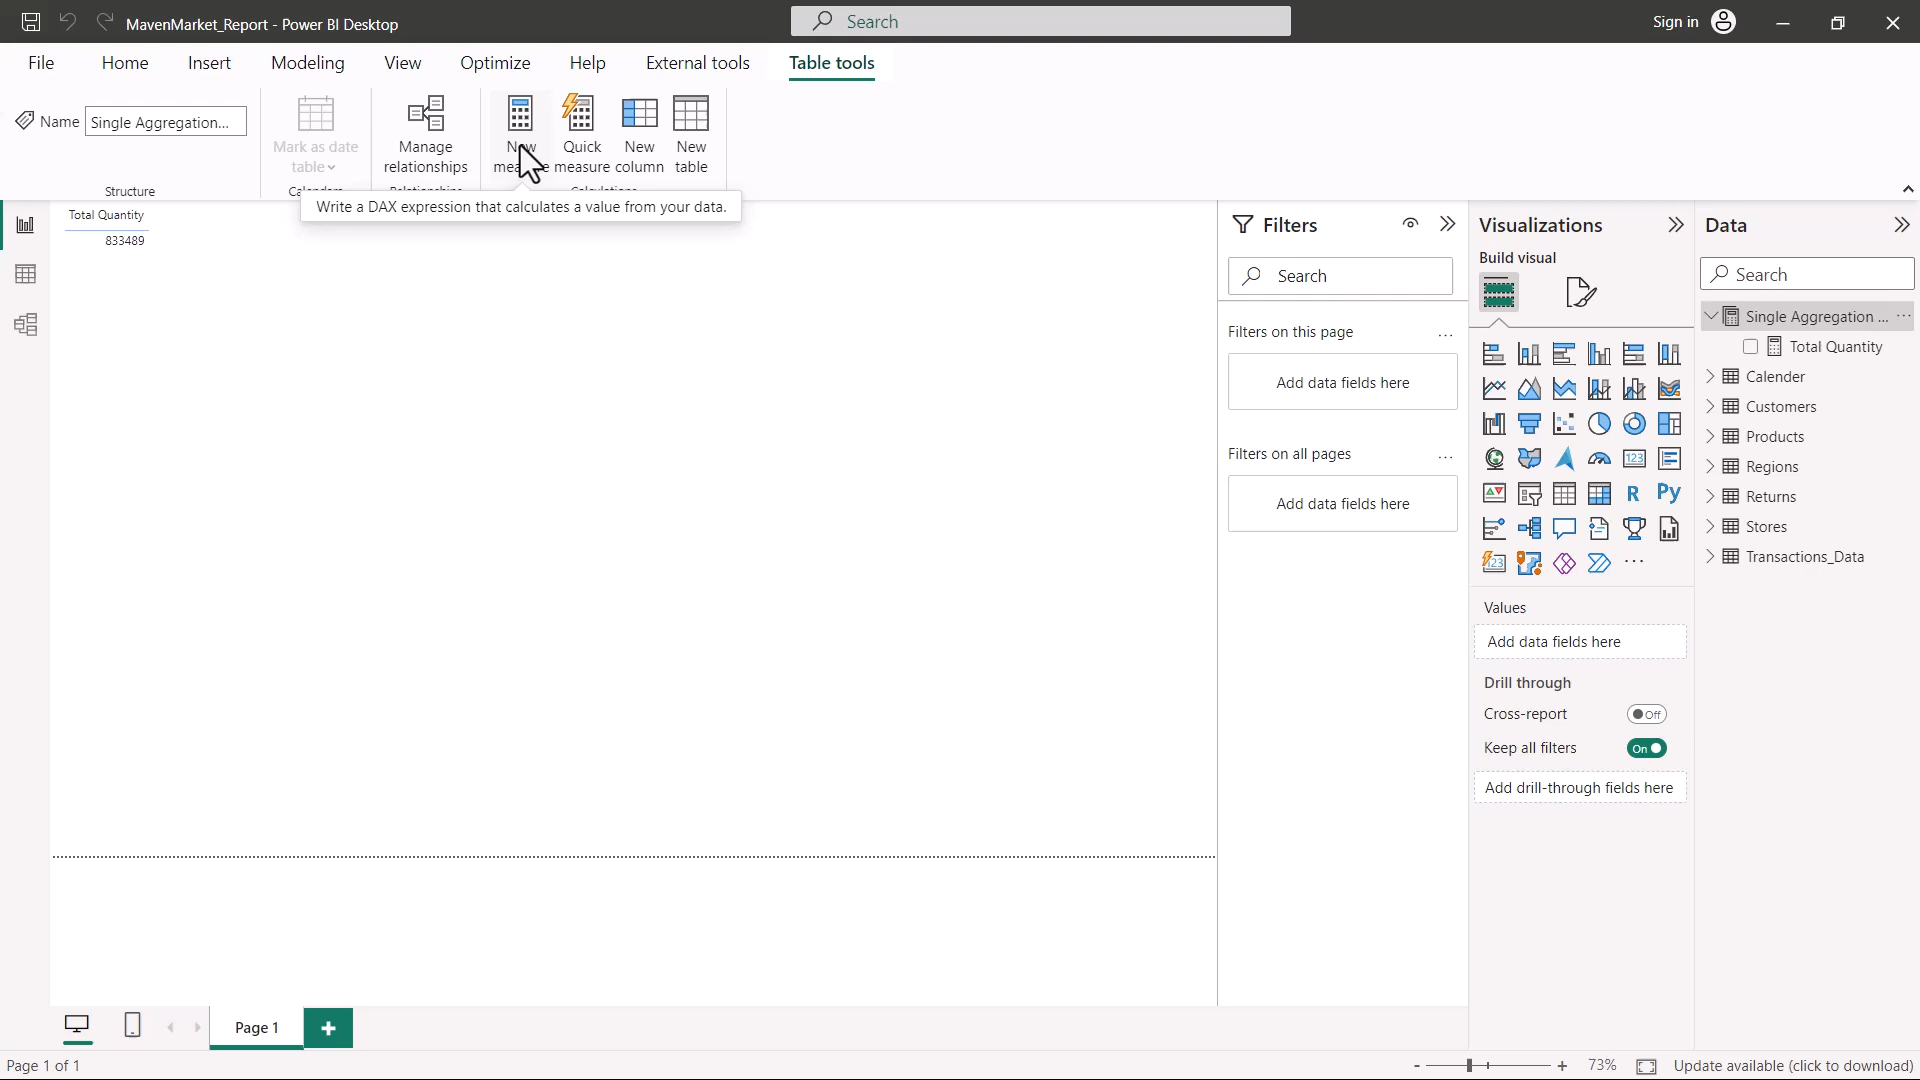 MavenMarket_Report - Power BI Desktop
Search
Sign in
File
Home
Insert
Modeling
View
Optimize
Help
External tools
Table tools
Name
Single Aggregation...
Mark as date
table
Manage
relationships
New
Quick
measure
New
column
New
table
Structure
Write a DAX expression that calculates a value from your data.
Total Quantity
833489
Filters
Search
Filters on this page
...
Add data fields here
Filters on all pages
...
Add data fields here
Visualizations
Build visual
123
R
Py
123
...
Values
Add data fields here
Drill through
Cross-report
Off
Keep all filters
On
Add drill-through fields here
Data
Search
Single Aggregation ...
...
Total Quantity
Calender
Customers
Products
Regions
Returns
Stores
Transactions_Data
Page 1
+
Page 1 of 1
-
+
73%
Update available (click to download)